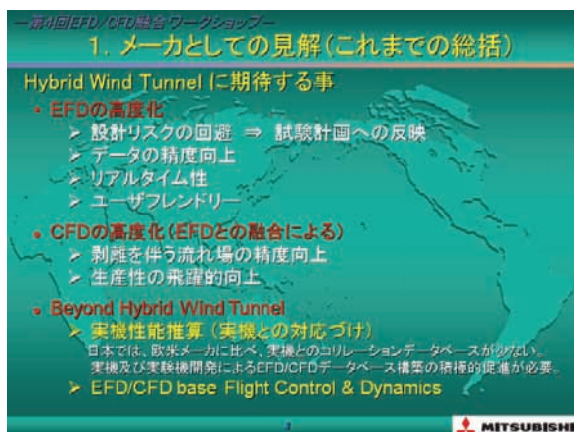 －第4回EFD/CFD融合ワークショップ－
1. メーカとしての見解(これまでの総括)
Hybrid Wind Tunnel に期待する事
• EFDの高度化
➢ 設計リスクの回避 ⇒ 試験計画への反映
➢ データの精度向上
➢ リアルタイム性
➢ ユーザフレンドリー
• CFDの高度化(EFDとの融合による)
➢ 剥離を伴う流れ場の精度向上
➢ 生産性の飛躍的向上
• Beyond Hybrid Wind Tunnel
➢ 実機性能推算(実機との対応づけ)
日本では、欧米メーカに比べ、実機とのコリレーションデータベースが少ない。
実機及び実験機開発によるEFD/CFDデータベース構築の積極的促進が必要。
➢ EFD/CFD base Flight Control & Dynamics
MITSUBISHI